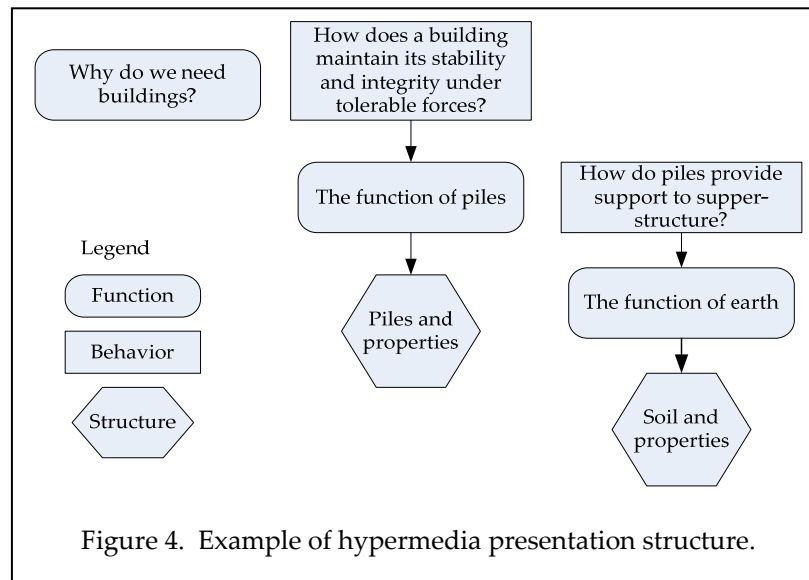 Why do we need
buildings?
How does a building
maintain its stability
and integrity under
tolerable forces?
The function of piles
Piles and
properties
How do piles provide
support to supper-
structure?
The function of earth
Soil and
properties
Legend
Function
Behavior
Structure
Figure 4. Example of hypermedia presentation structure.